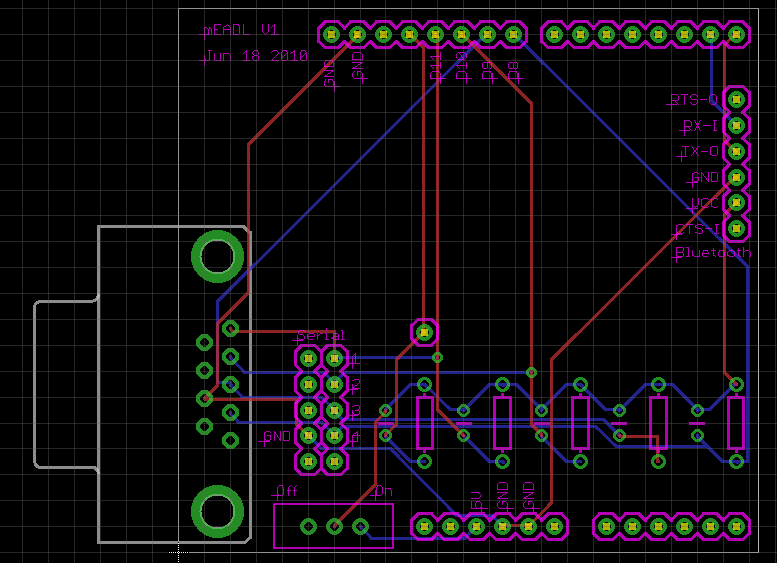 mEADL V1
Jun 18 2010
GND
GND
D11
D10
D9
D8
RTS-O
RX-I
TX-O
GND
VCC
CTS-I
Bluetooth
Serial
1
2
3
GND
4
Off
On
GND
GND